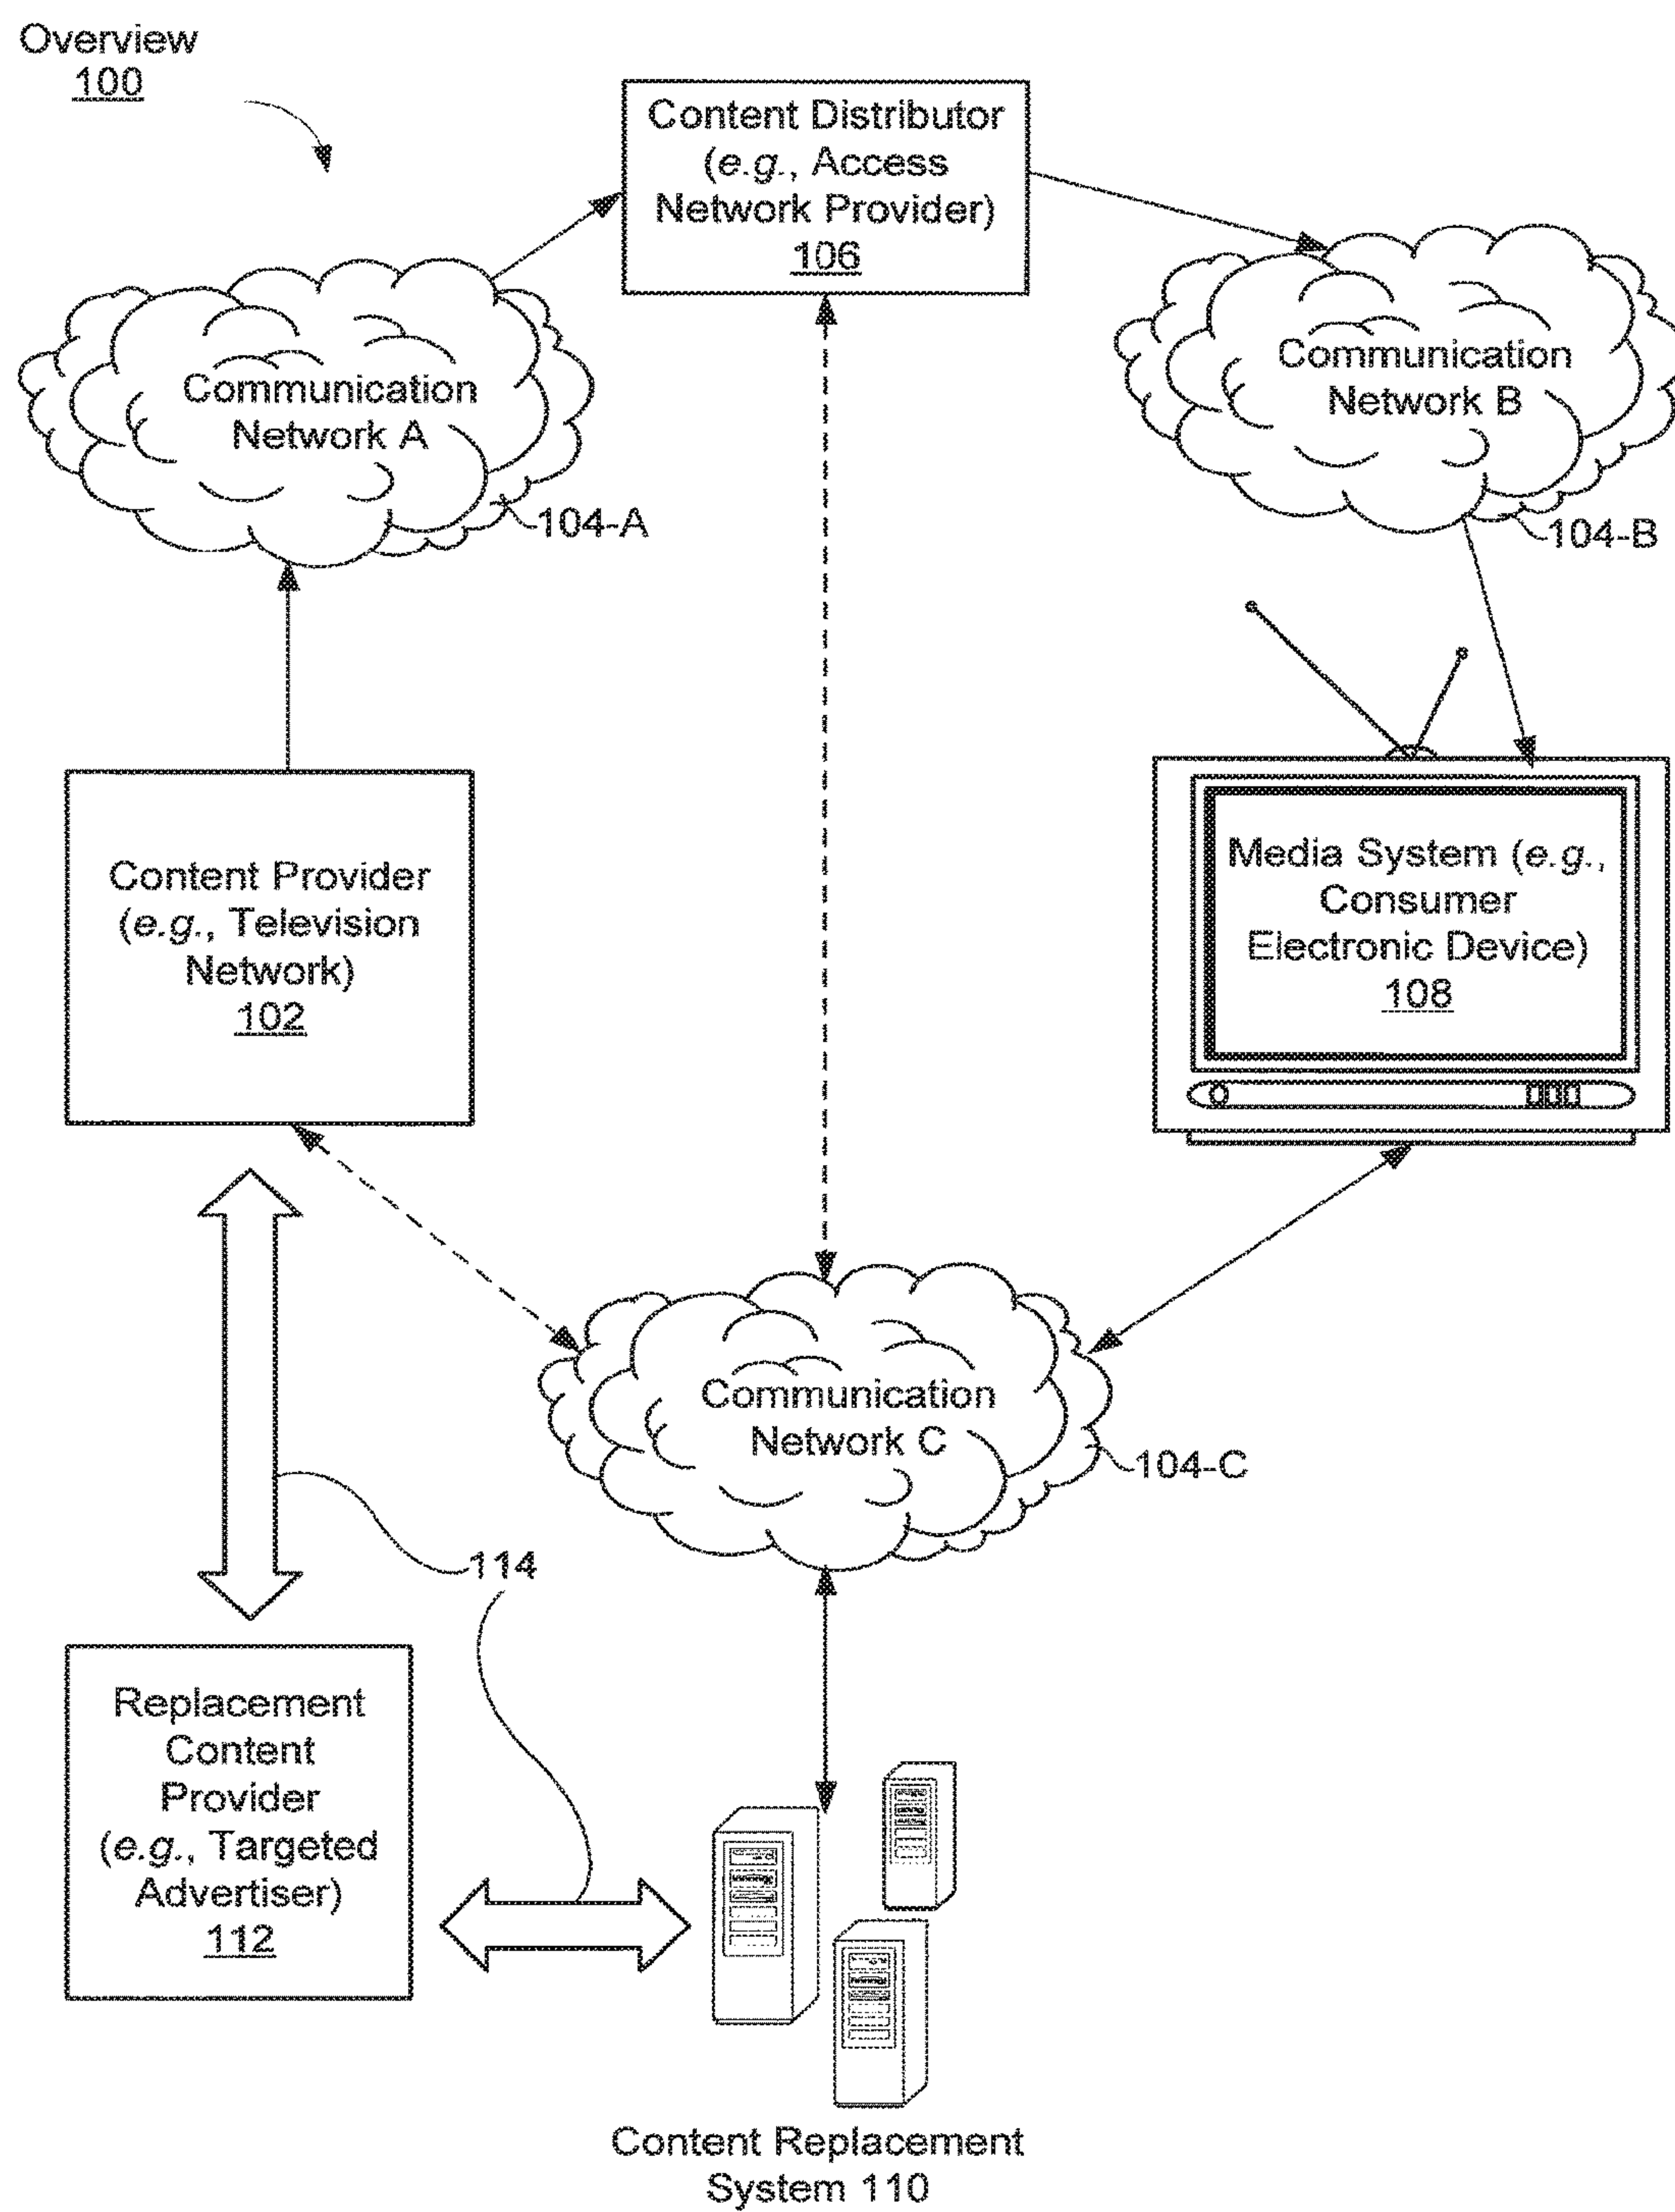 Overview
100
Content Distributor
(e.g., Access
Network Provider)
106
Communication
Network A
104-A
Communication
Network B
104-B
Content Provider
(e.g., Television
Network)
102
Media System (e.g.,
Consumer
Electronic Device)
108
Communication
Network C
104-C
114
Replacement
Content
Provider
(e.g., Targeted
Advertiser)
112
Content Replacement
System 110